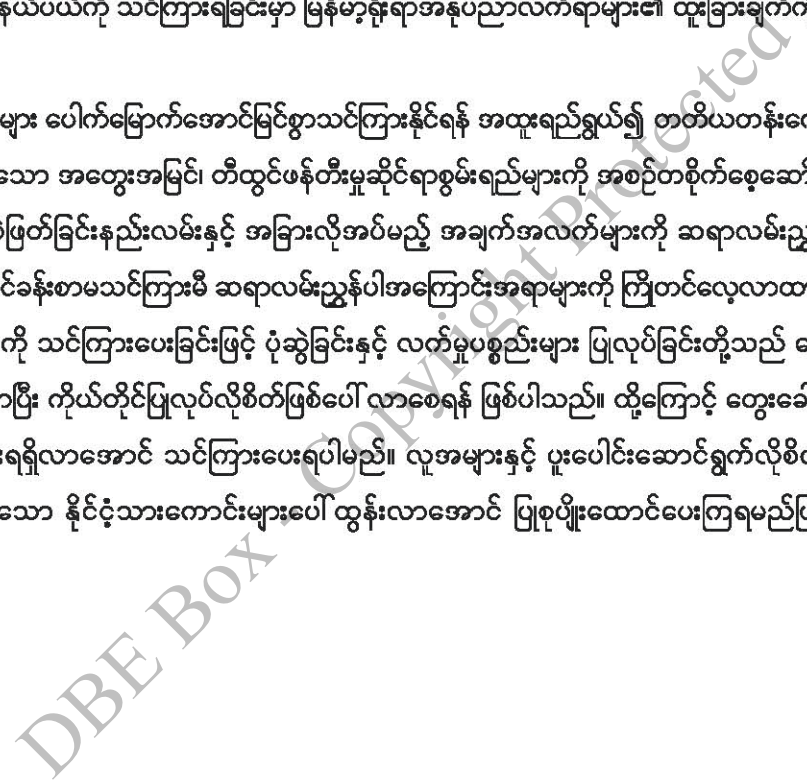 နယ်ပယ်ကို သင်ကြားရခြင်းမှာ မြန်မာ့ရိုးရာအနုပညာလက်ရာများ၏ ထူးခြားချက်
များ ပေါက်မြောက်အောင်မြင်စွာသင်ကြားနိုင်ရန် အထူးရည်ရွယ်၍ တတိယတန်း
သော အတွေးအမြင်၊ တီထွင်ဖန်တီးမှုဆိုင်ရာစွမ်းရည်များကို အစဉ်တစိုက်စေ့ဆော်
ဖြတ်ခြင်းနည်းလမ်းနှင့် အခြားလိုအပ်မည့် အချက်အလက်များကို ဆရာလမ်းညွှ
င်ခန်းစာမသင်ကြားမီ ဆရာလမ်းညွှန်ပါအကြောင်းအရာများကို ကြိုတင်လေ့လာထာ
ကို သင်ကြားပေးခြင်းဖြင့် ပုံဆွဲခြင်းနှင့် လက်မှုပစ္စည်းများ ပြုလုပ်ခြင်းတို့သည်
ာပြီး ကိုယ်တိုင်ပြုလုပ်လိုစိတ်ဖြစ်ပေါ်လာစေရန် ဖြစ်ပါသည်။ ထို့ကြောင့် တွေးခေ
းရရှိလာအောင် သင်ကြားပေးရပါမည်။ လူအများနှင့် ပူးပေါင်းဆောင်ရွက်လိုစိ
သော နိုင်ငံ့သားကောင်းများပေါ်ထွန်းလာအောင် ပြုစုပျိုးထောင်ပေးကြရမည်ဖြ
DBE Box - Copyright Protected